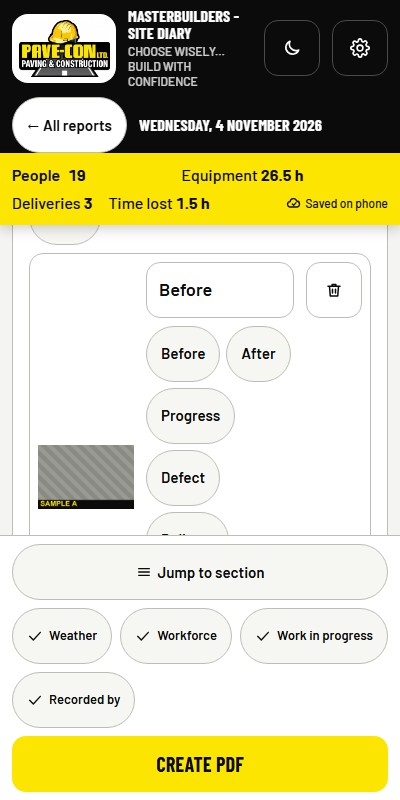 PAVE-CON LTD.
PAVING & CONSTRUCTION
MASTERBUILDERS -
SITE DIARY
CHOOSE WISELY...
BUILD WITH
CONFIDENCE
← All reports
WEDNESDAY, 4 NOVEMBER 2026
People 19
Equipment 26.5 h
Deliveries 3
Time lost 1.5 h
Saved on phone
Before
Before
After
Progress
Defect
SAMPLE A
Jump to section
Weather
Workforce
Work in progress
Recorded by
CREATE PDF